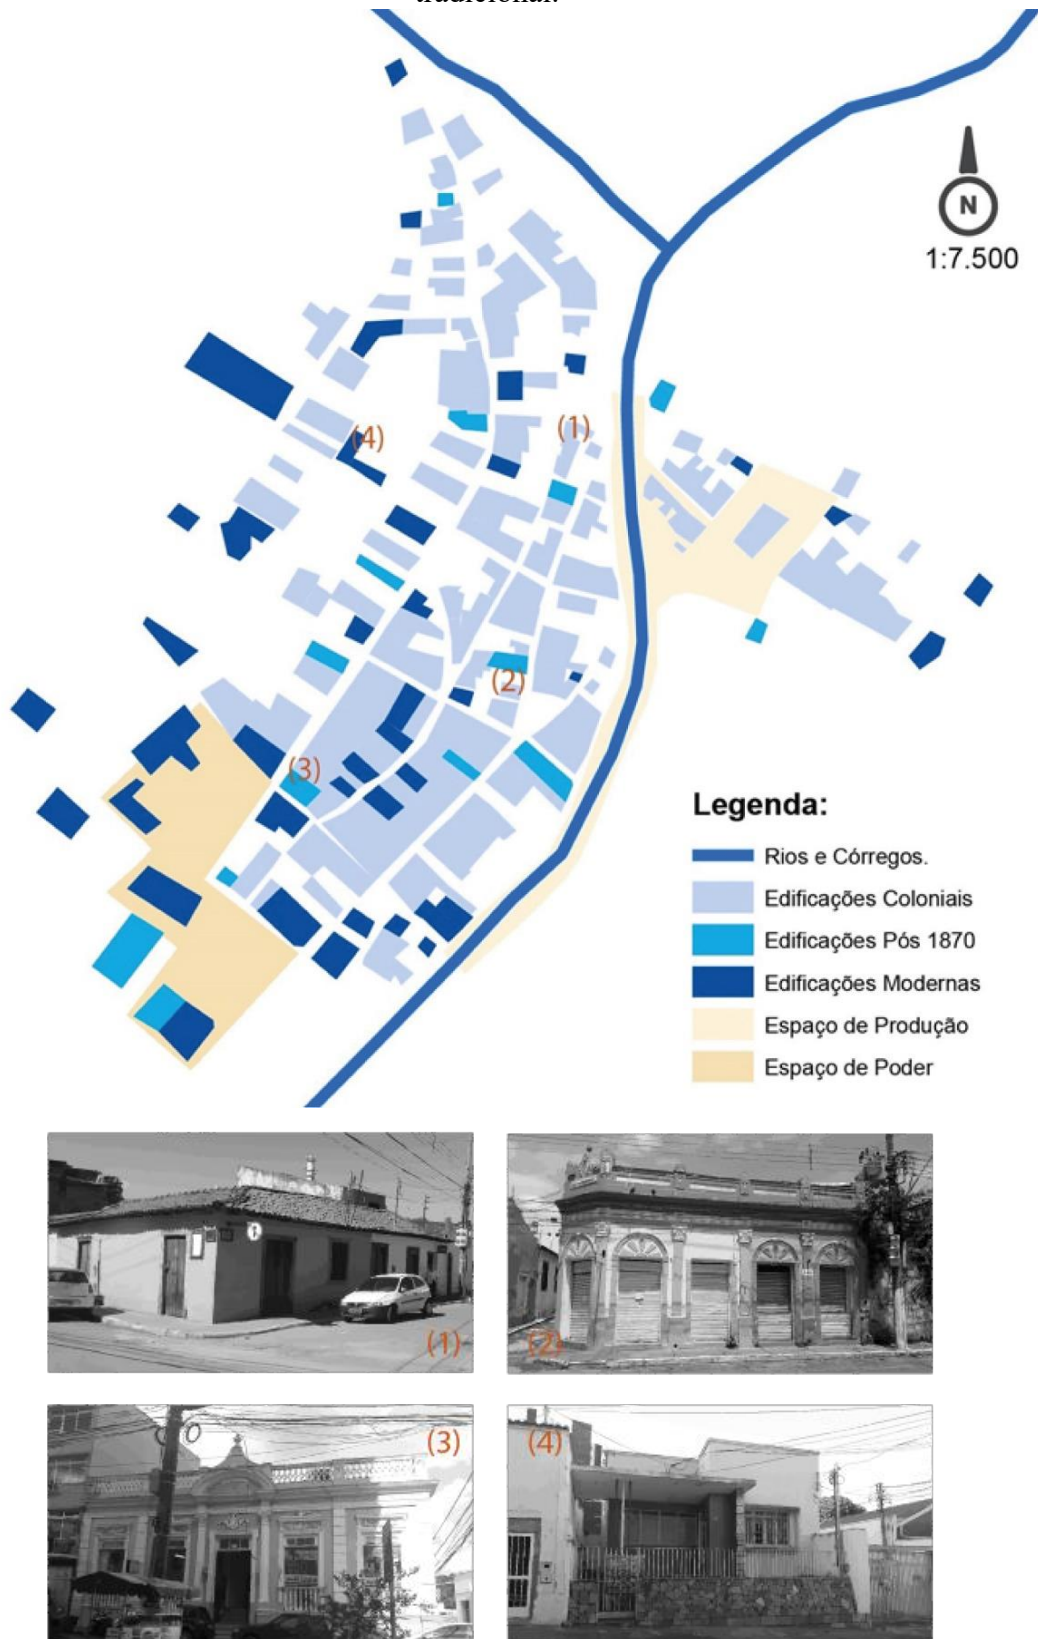 tradicional.
N
1:7.500
(1)
(4)
(2)
(3)
Legenda:
Rios e Córregos.
Edificações Coloniais
Edificações Pós 1870
Edificações Modernas
Espaço de Produção
Espaço de Poder
(1)
(2)
(3)
(4)